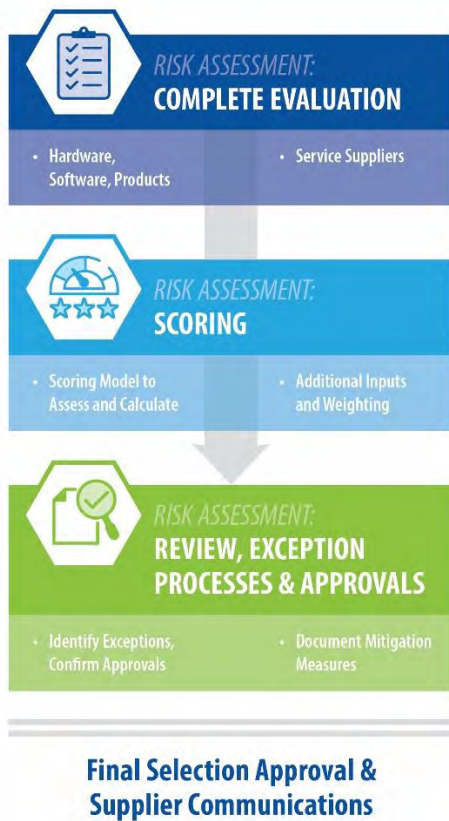 RISK ASSESSMENT:
COMPLETE EVALUATION
• Hardware,
Software, Products
• Service Suppliers
RISK ASSESSMENT:
SCORING
• Scoring Model to
Assess and Calculate
• Additional Inputs
and Weighting
RISK ASSESSMENT:
REVIEW, EXCEPTION
PROCESSES & APPROVALS
• Identify Exceptions,
Confirm Approvals
• Document Mitigation
Measures
Final Selection Approval &
Supplier Communications